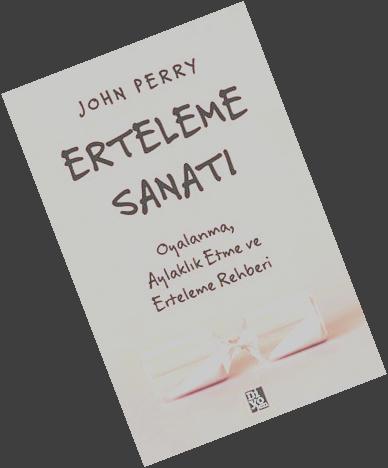 JOHN PERRY
ERTELEME
SANATI
Oyalanma,
Aylaklık Etme ve
Erteleme Rehberi